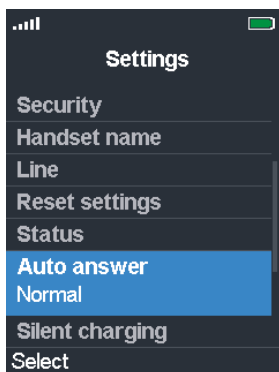 Settings
Security
Handset name
Line
Reset settings
Status
Auto answer
Normal
Silent charging
Select